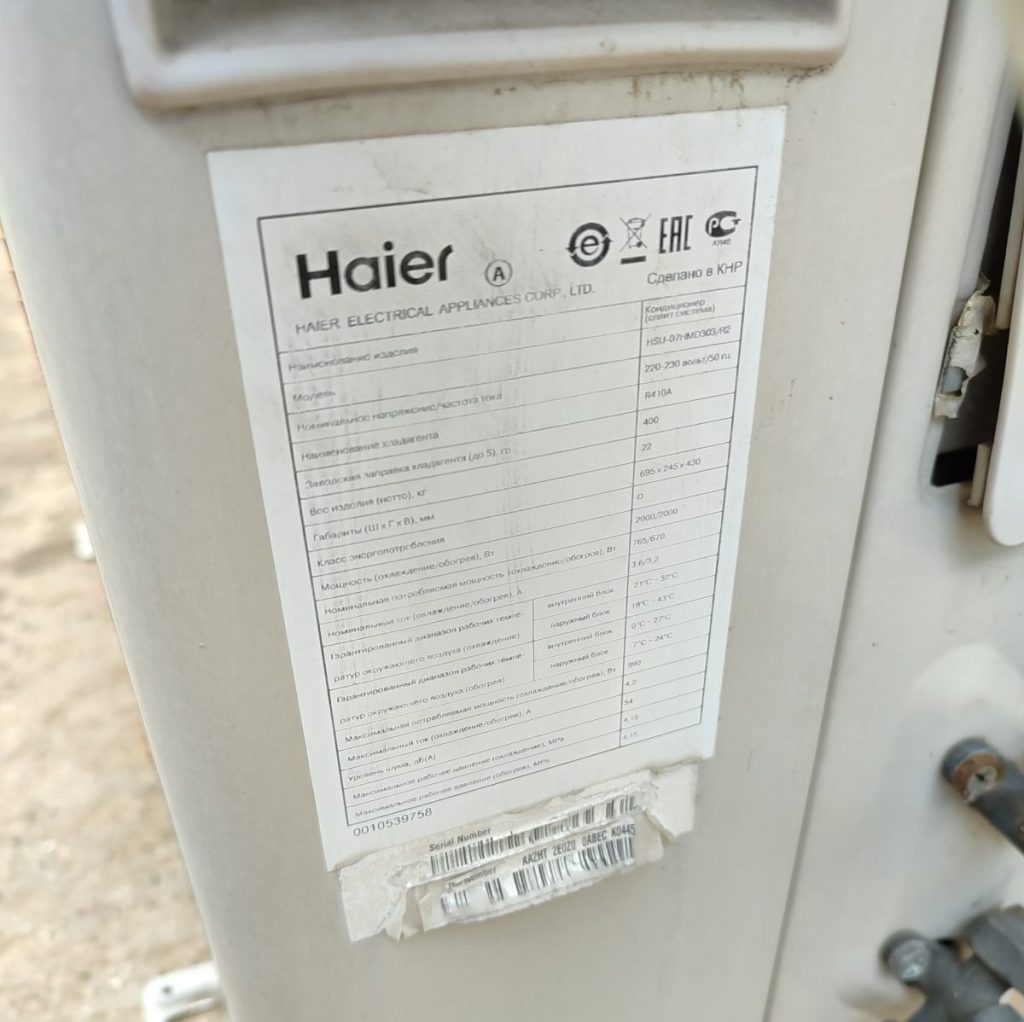 Haier
A
e
EAC
PC
HAIER ELECTRICAL APPLIANCES CORP., LTD.
Сделано в КНР
Наименование изделия
Кондиционер
(сплит система)
Модель
HSU-07HMD303/R2
Номинальное напряжение/частота тока
220-230 вольт/50 гц
Наименование хладагента
R410A
Заводская заправка хладагента (до 5), гр
400
Вес изделия (нетто), кг
22
Габариты (Ш х Г х В), мм
695 x 245 x 430
Класс энергопотребления
D
Мощность (охлаждение/обогрев), Вт
2000/2000
Номинальная потребляемая мощность (охлаждение/обогрев), Вт
765/670
Номинальный ток (охлаждение/обогрев), А
3.6/3.2
Гарантированный диапазон рабочих темпе-
ратур окружающего воздуха (охлаждение)
внутренний блок
21°C - 32°C
наружный блок
18°C - 43°C
Гарантированный диапазон рабочих темпе-
ратур окружающего воздуха (обогрев)
внутренний блок
0°C - 27°C
наружный блок
7°C - 24°C
Максимальная потребляемая мощность (охлаждение/обогрев), Вт
990
Максимальный ток (охлаждение/обогрев), А
4.7
Уровень шума, дБ(А)
54
Максимальное рабочее давление (охлаждение), МРа
4.15
Максимальное рабочее давление (обогрев), МРа
4.15
0010539758
Serial Number
AA2HT 2E0Z0 0ABEC K0445